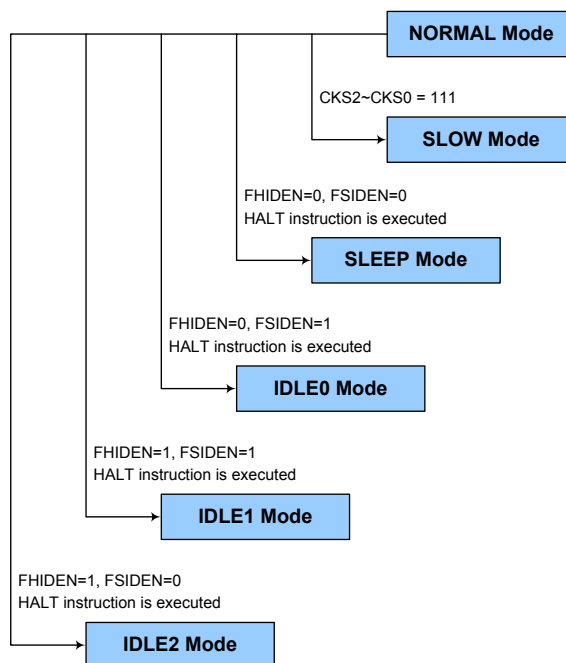 NORMAL Mode
CKS2~CKS0 = 111
SLOW Mode
FHIDEN=0, FSIDEN=0
HALT instruction is executed
SLEEP Mode
FHIDEN=0, FSIDEN=1
HALT instruction is executed
IDLE0 Mode
FHIDEN=1, FSIDEN=1
HALT instruction is executed
IDLE1 Mode
FHIDEN=1, FSIDEN=0
HALT instruction is executed
IDLE2 Mode